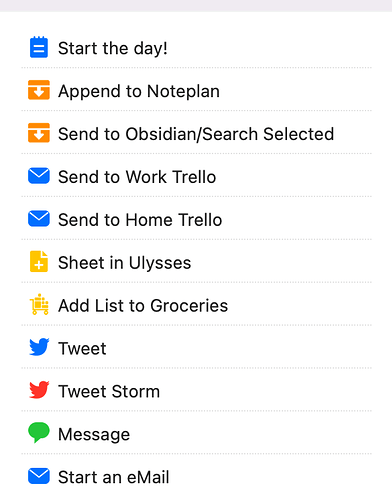 Start the day!
Append to Noteplan
Send to Obsidian/Search Selected
Send to Work Trello
Send to Home Trello
Sheet in Ulysses
Add List to Groceries
Tweet
Tweet Storm
Message
Start an eMail